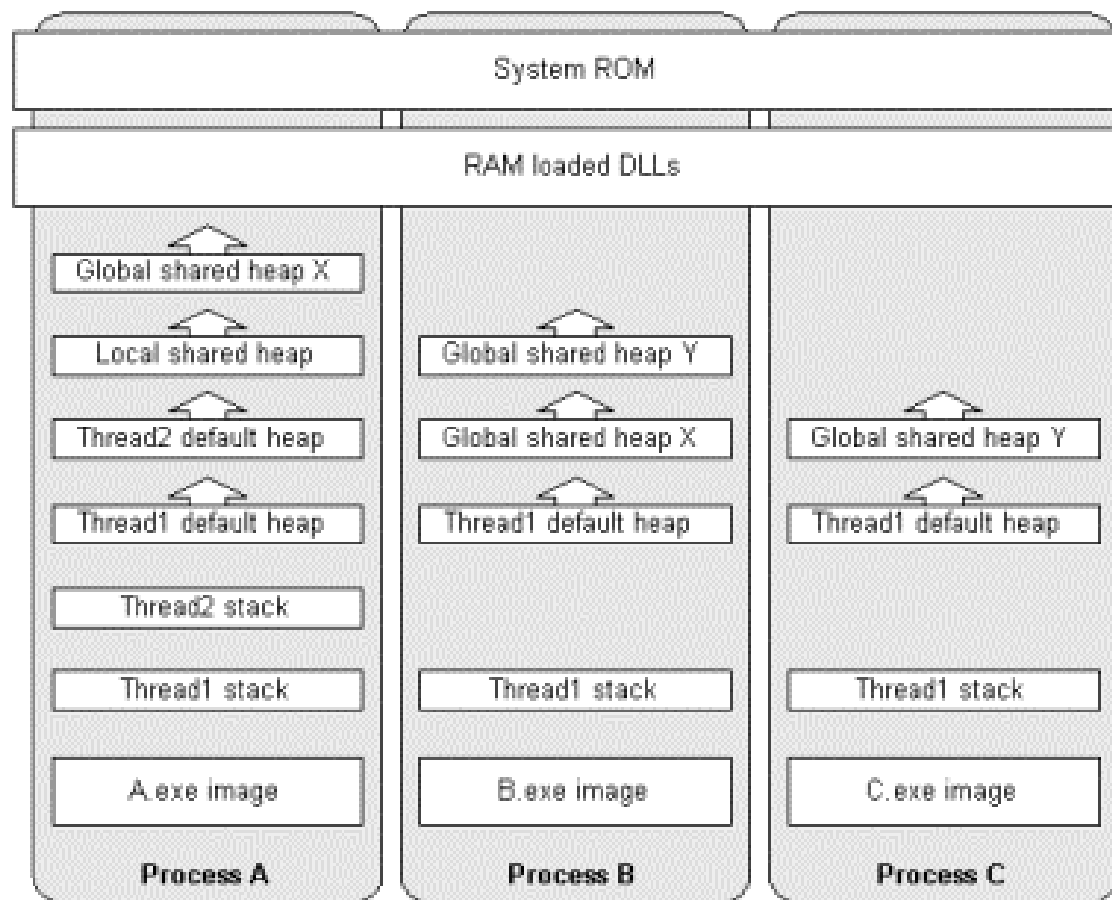 System ROM
RAM loaded DLLs
Global shared heap X
Local shared heap
Thread2 default heap
Thread1 default heap
Thread2 stack
Thread1 stack
A.exe image
Process A
Global shared heap Y
Global shared heap X
Thread1 default heap
Thread1 stack
B.exe image
Process B
Global shared heap Y
Thread1 default heap
Thread1 stack
C.exe image
Process C